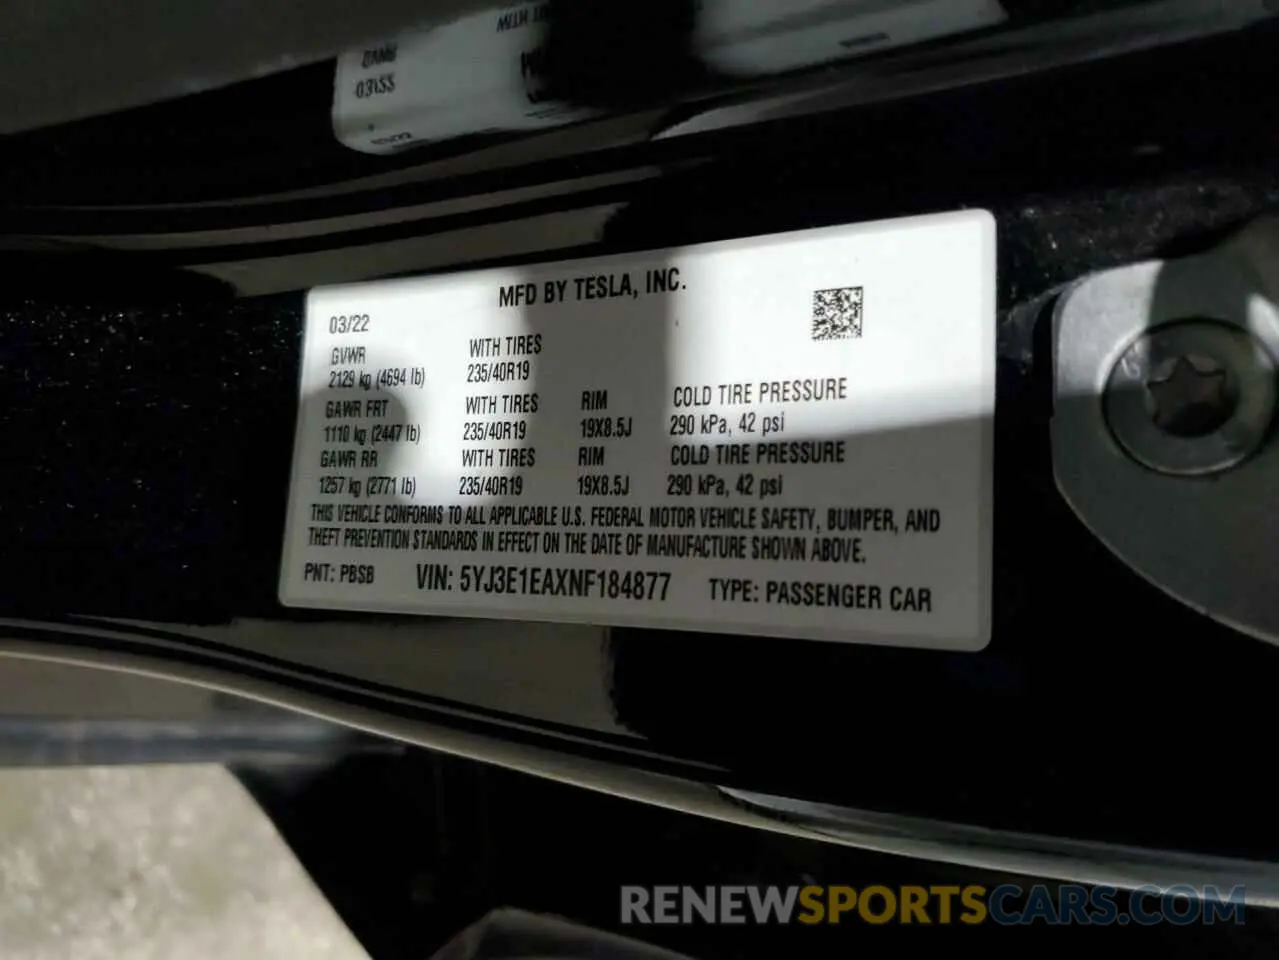 MFD BY TESLA, INC.
03/22
GVWR WITH TIRES
2129 kg (4694 lb) 235/40R19
GAWR FRT WITH TIRES RIM COLD TIRE PRESSURE
1110 kg (2447 lb) 235/40R19 19X8.5J 290 kPa, 42 psi
GAWR RR WITH TIRES RIM COLD TIRE PRESSURE
1257 kg (2771 lb) 235/40R19 19X8.5J 290 kPa, 42 psi
THIS VEHICLE CONFORMS TO ALL APPLICABLE U.S. FEDERAL MOTOR VEHICLE SAFETY, BUMPER, AND
THEFT PREVENTION STANDARDS IN EFFECT ON THE DATE OF MANUFACTURE SHOWN ABOVE.
PNT: PBSB VIN: 5YJ3E1EAXNF184877 TYPE: PASSENGER CAR
RENEWSPORTSCARS.COM